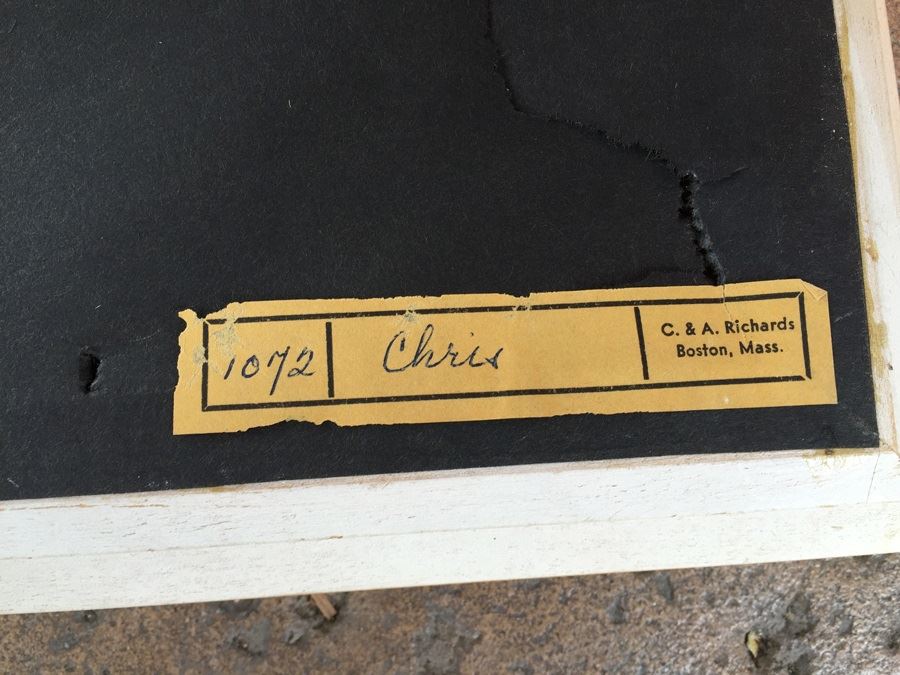 1072
Chris
C. & A. Richards
Boston, Mass.